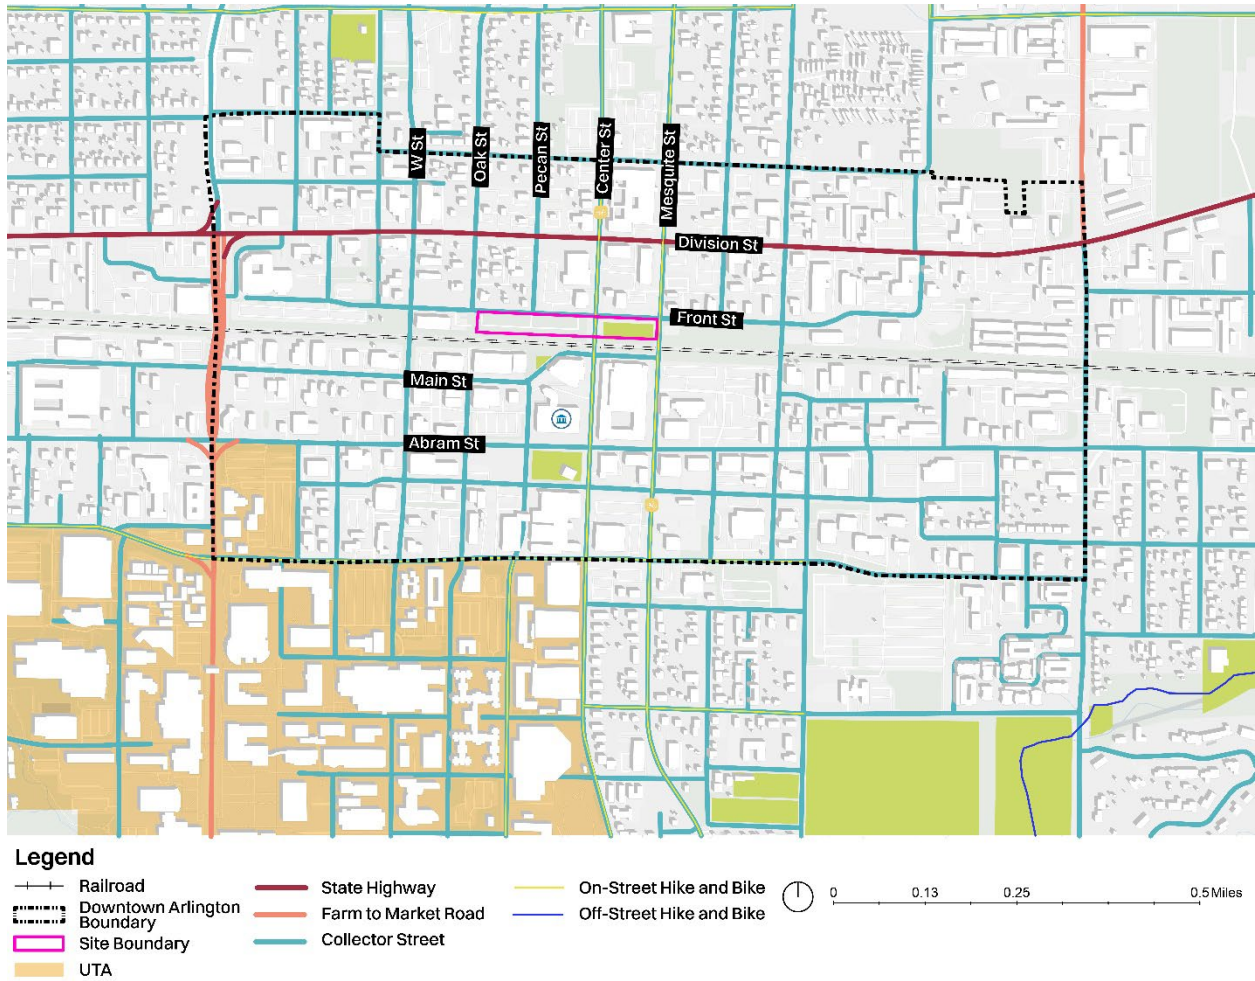 W St
Oak St
Pecan St
Center St
Mesquite St
Division St
Front St
Main St
Abram St
Legend
Railroad
Downtown Arlington
Boundary
Site Boundary
UTA
State Highway
Farm to Market Road
Collector Street
On-Street Hike and Bike
Off-Street Hike and Bike
0 0.13 0.25 0.5 Miles